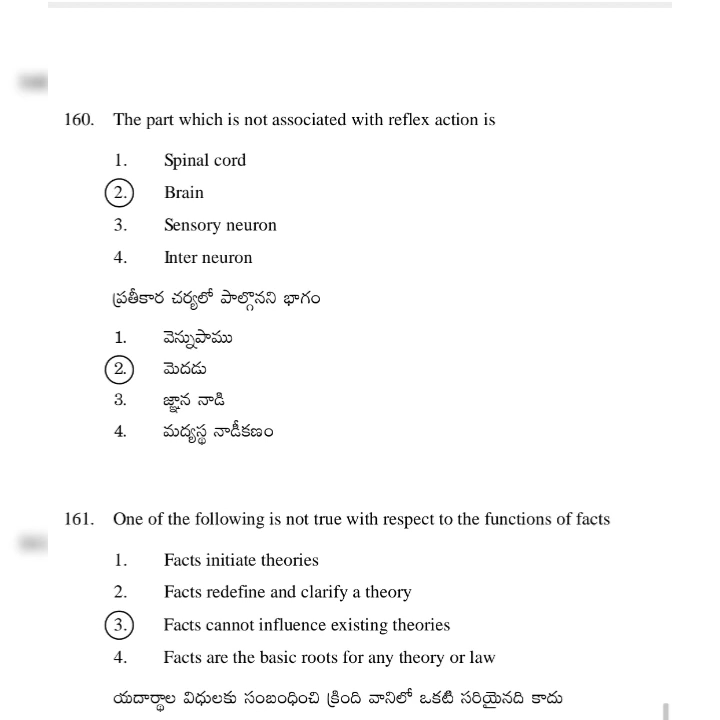 160. The part which is not associated with reflex action is
1. Spinal cord
2. Brain
3. Sensory neuron
4. Inter neuron
ప్రతీకార చర్యలో పాల్గొనని భాగం
1. వెన్నుపాము
2. మెదడు
3. జ్ఞాన నాడి
4. మద్యస్థ నాడీకణం
161. One of the following is not true with respect to the functions of facts
1. Facts initiate theories
2. Facts redefine and clarify a theory
3. Facts cannot influence existing theories
4. Facts are the basic roots for any theory or law
యదార్థాల విధులకు సంబంధించి క్రింది వానిలో ఒకటి సరియైనది కాదు